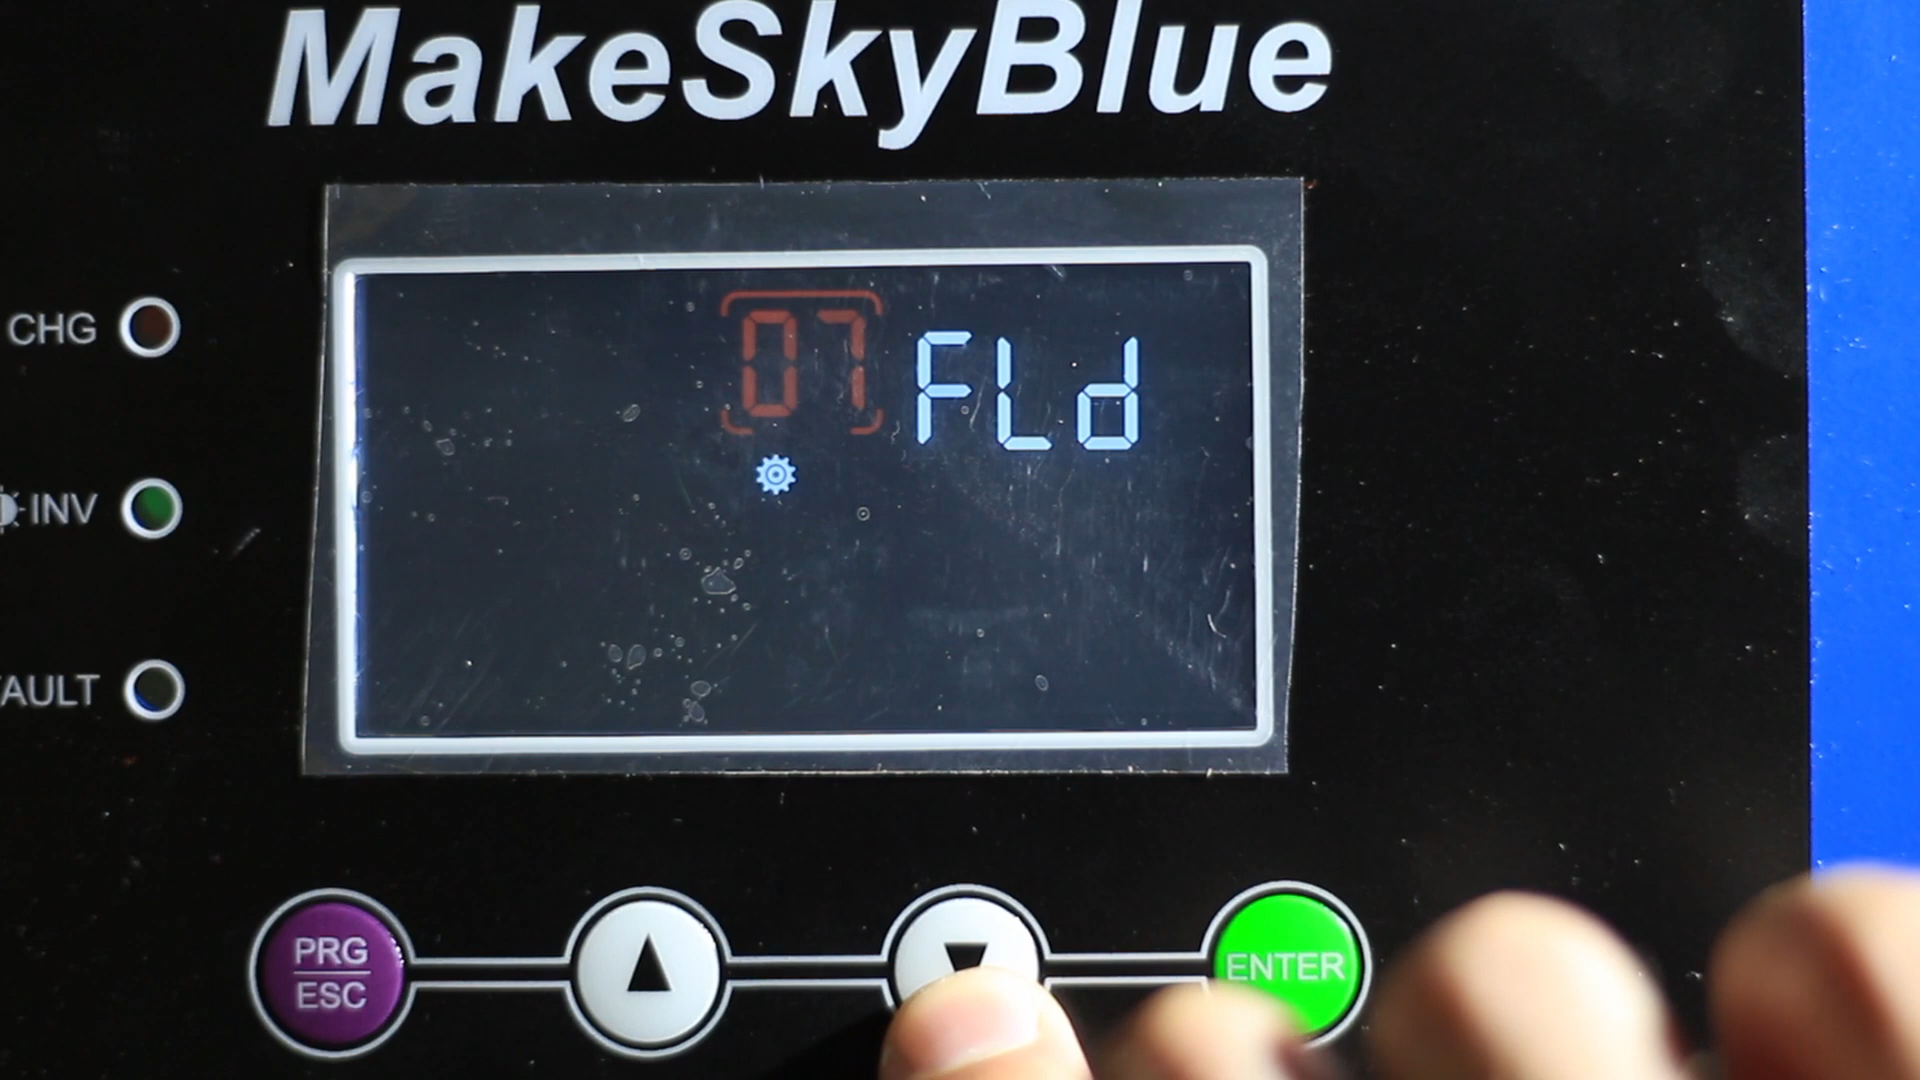 MakeSkyBlue
07 FLd
CHG
INV
AULT
PRG
ESC
ENTER